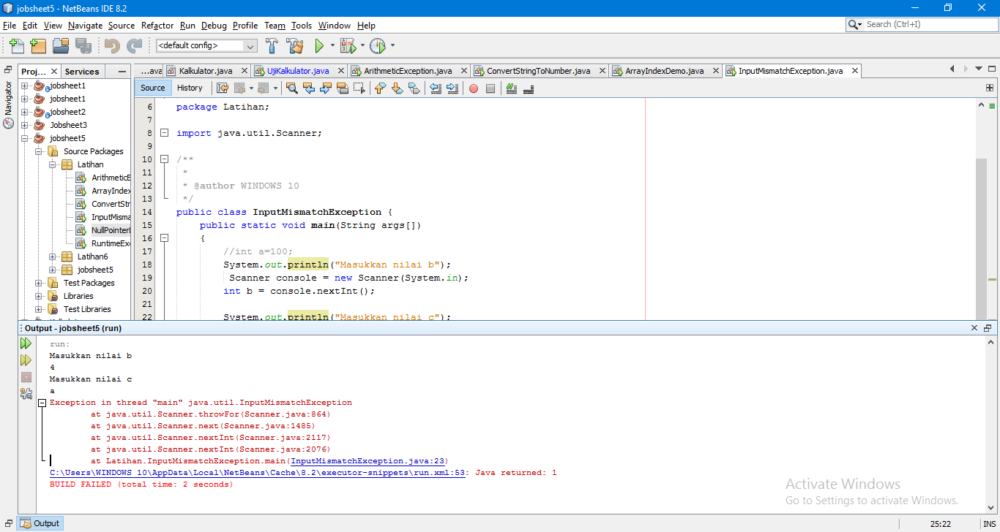 jobsheet5 - NetBeans IDE 8.2
File Edit View Navigate Source Refactor Run Debug Profile Team Tools Window Help
Search (Ctrl+I)
<default config>
Proj... Services
...ava Kalkulator.java UjiKalkulator.java ArithmeticException.java ConvertStringToNumber.java ArrayIndexDemo.java InputMismatchException.java
Navigator
Source History
jobsheet1
jobsheet1
jobsheet2
Jobsheet3
jobsheet5
Source Packages
Latihan
ArithmeticE
ArrayIndex
ConvertStr
InputMisma
NullPointerI
RuntimeEx
Latihan6
jobsheet5
Test Packages
Libraries
Test Libraries
6 package Latihan;
7
8 import java.util.Scanner;
9
10 /**
11 *
12 * @author WINDOWS 10
13 */
14 public class InputMismatchException {
15 public static void main(String args[])
16 {
17 //int a=100;
18 System.out.println("Masukkan nilai b");
19 Scanner console = new Scanner(System.in);
20 int b = console.nextInt();
21
22 System.out.println("Masukkan nilai c");
Output - jobsheet5 (run)
run:
Masukkan nilai b
4
Masukkan nilai c
a
Exception in thread "main" java.util.InputMismatchException
at java.util.Scanner.throwFor(Scanner.java:864)
at java.util.Scanner.next(Scanner.java:1485)
at java.util.Scanner.nextInt(Scanner.java:2117)
at java.util.Scanner.nextInt(Scanner.java:2076)
at Latihan.InputMismatchException.main(InputMismatchException.java:23)
C:\Users\WINDOWS 10\AppData\Local\NetBeans\Cache\8.2\executor-snippets\run.xml:53: Java returned: 1
BUILD FAILED (total time: 2 seconds)
Activate Windows
Go to Settings to activate Windows.
Output
25:22 INS